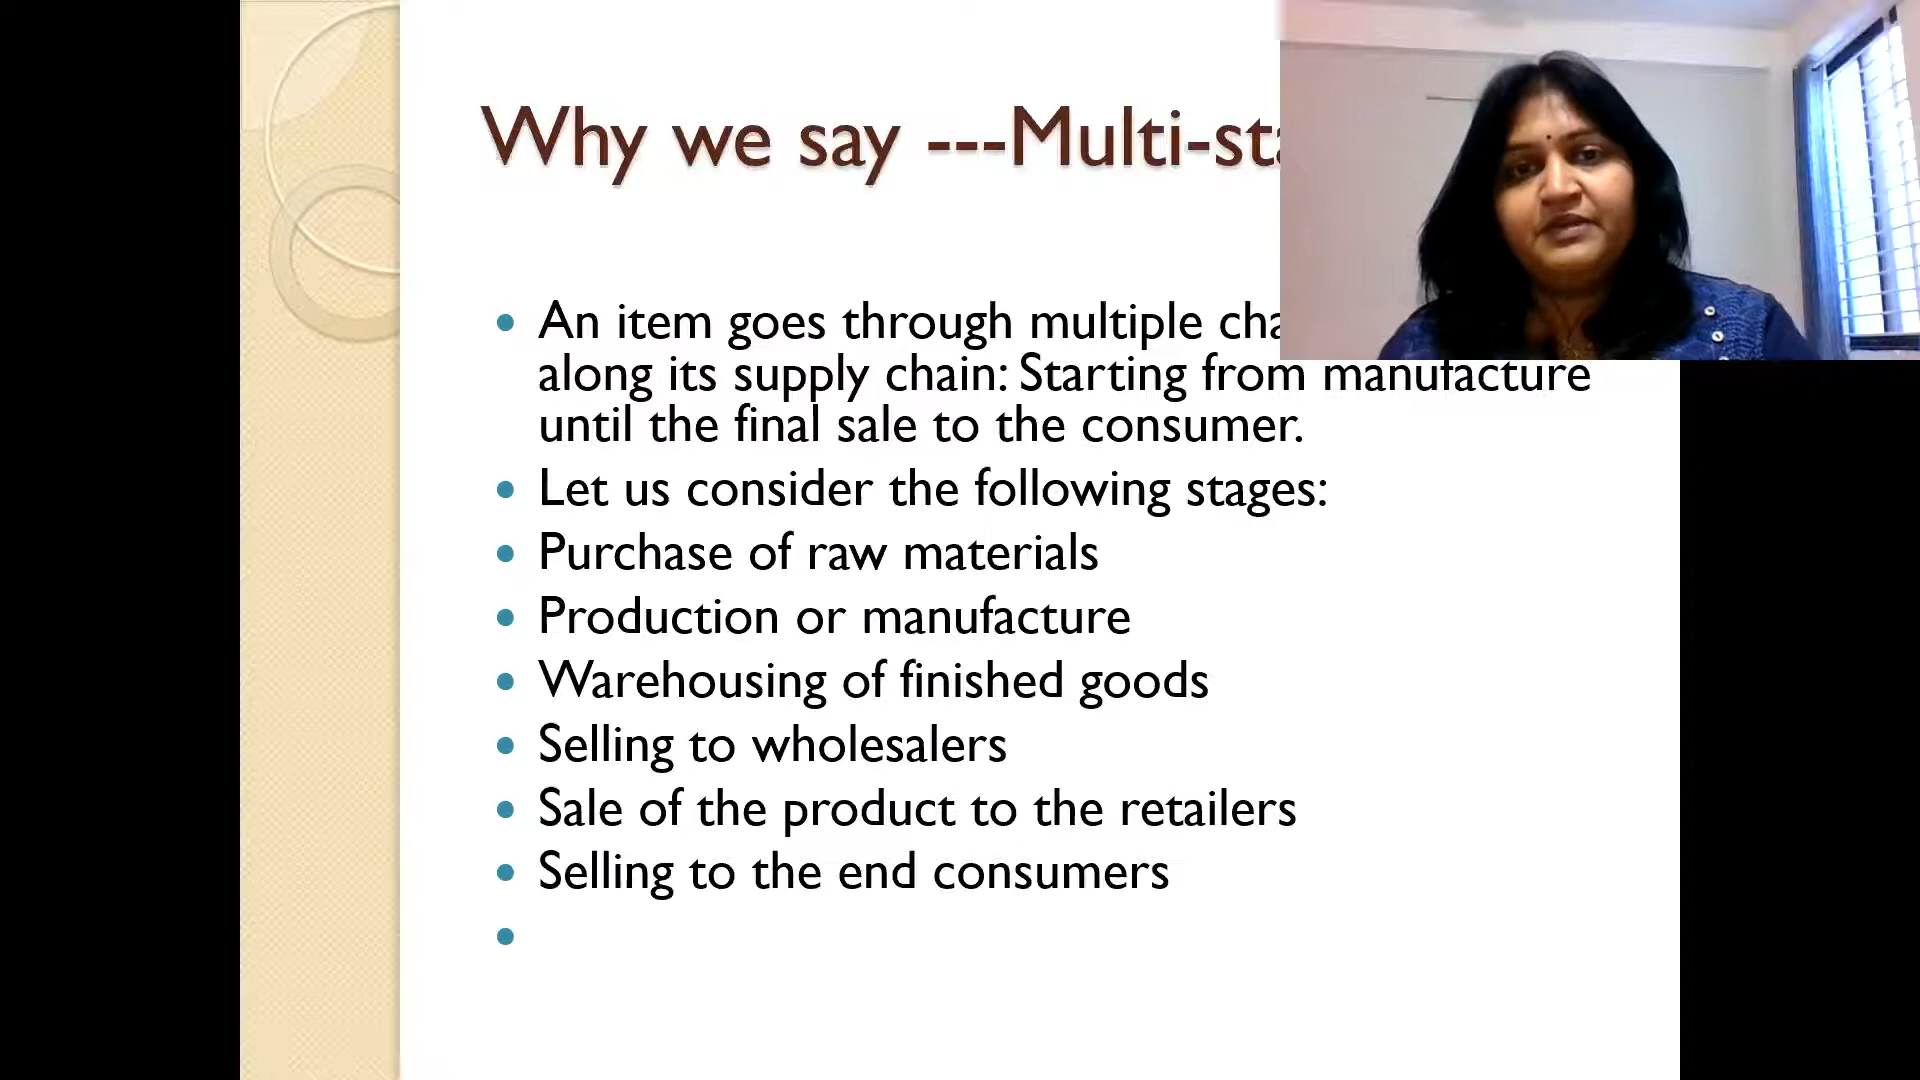 Why we say ---Multi-sta
An item goes through multiple cha
along its supply chain: Starting from manufacture
until the final sale to the consumer.
Let us consider the following stages:
Purchase of raw materials
Production or manufacture
Warehousing of finished goods
Selling to wholesalers
Sale of the product to the retailers
Selling to the end consumers